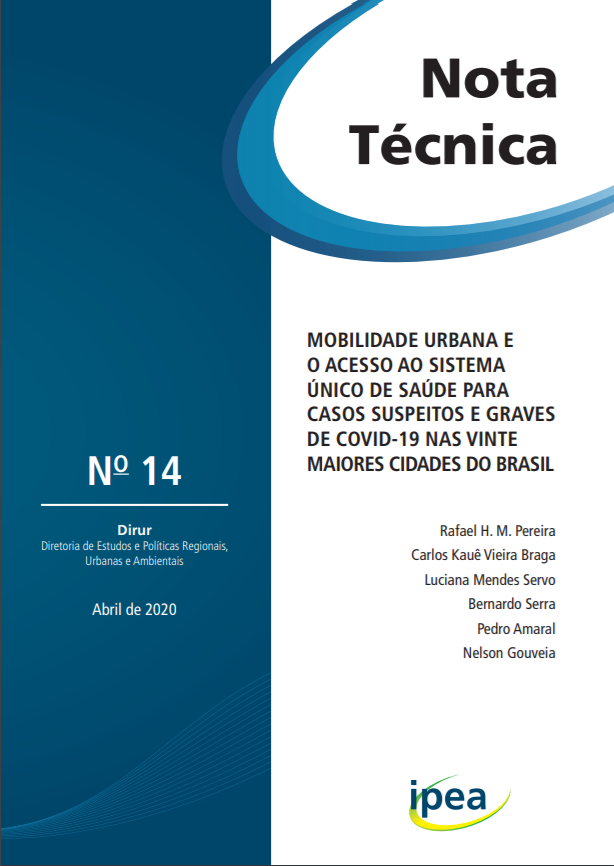 Nota
Técnica
MOBILIDADE URBANA E
O ACESSO AO SISTEMA
ÚNICO DE SAÚDE PARA
CASOS SUSPEITOS E GRAVES
DE COVID-19 NAS VINTE
MAIORES CIDADES DO BRASIL
Nº 14
Dirur
Diretoria de Estudos e Políticas Regionais,
Urbanas e Ambientais
Abril de 2020
Rafael H. M. Pereira
Carlos Kauê Vieira Braga
Luciana Mendes Servo
Bernardo Serra
Pedro Amaral
Nelson Gouveia
ipea